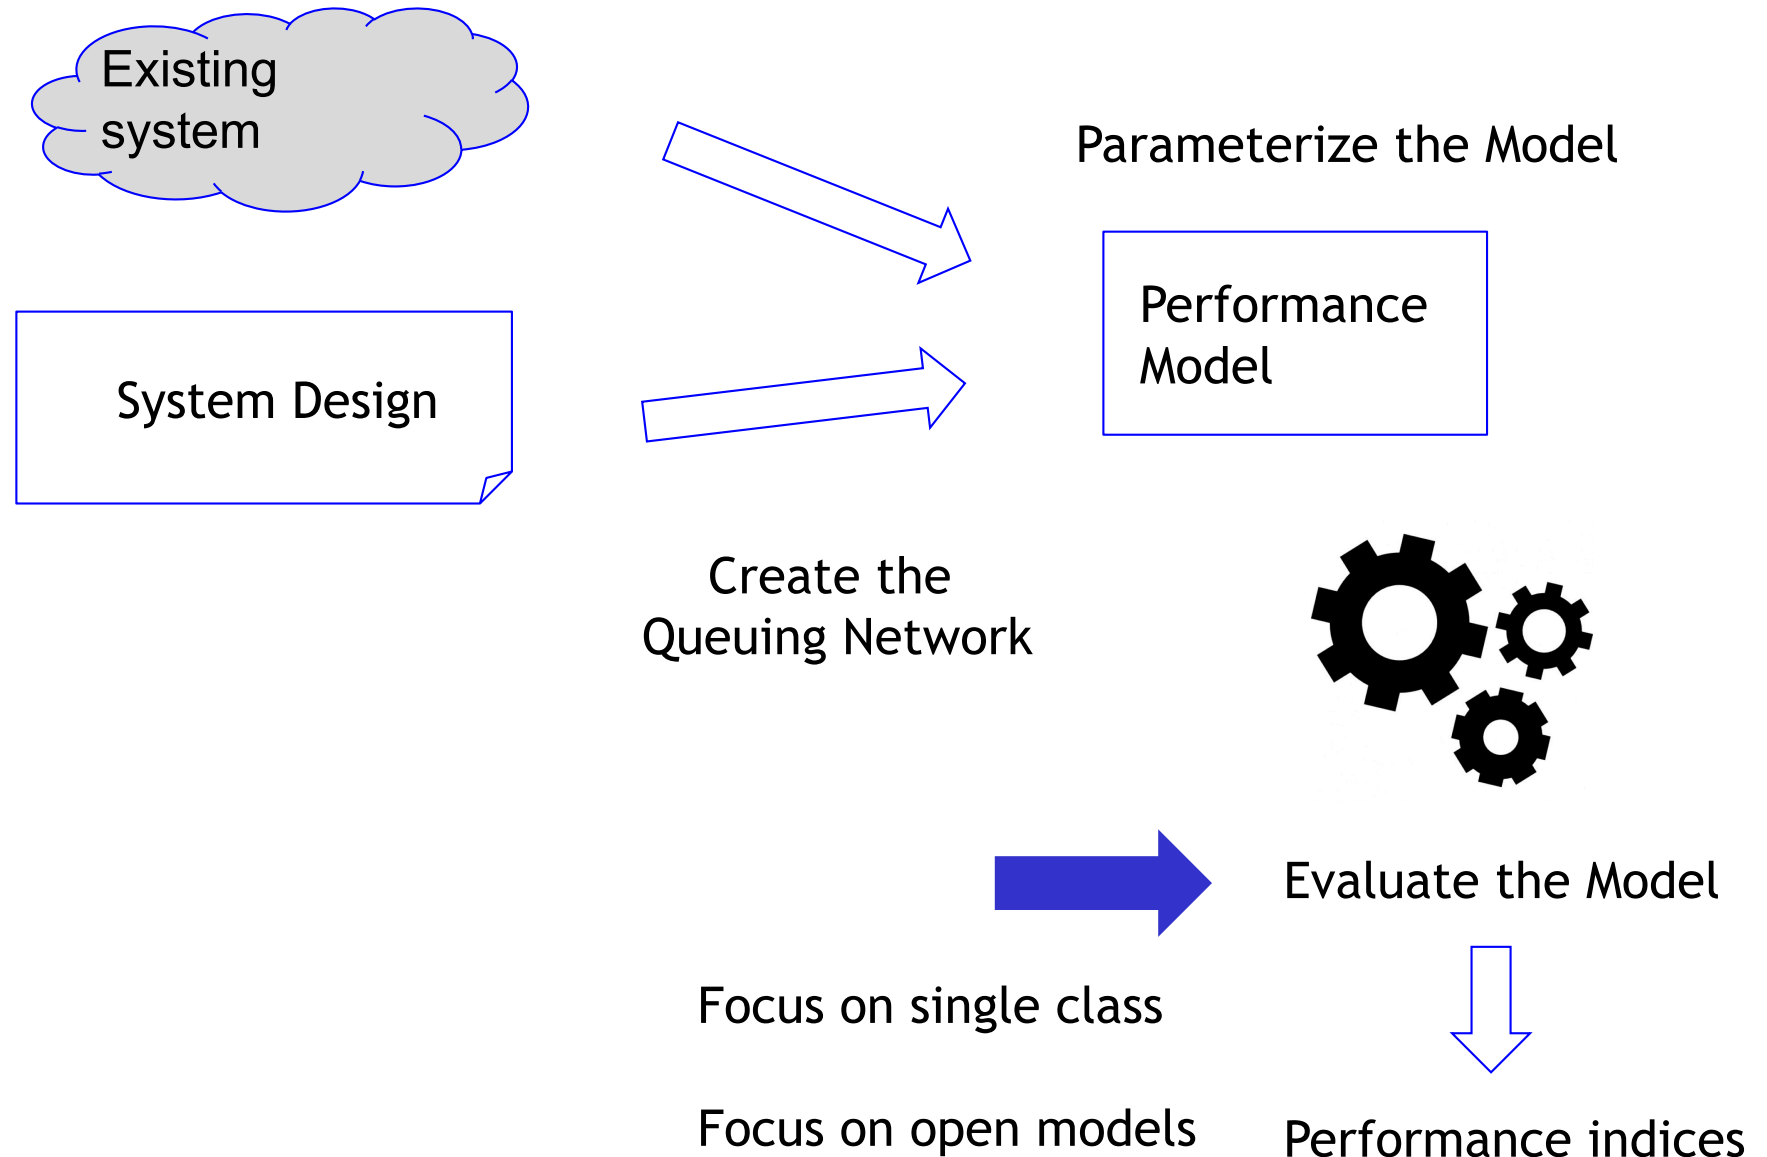 Existing
system
Parameterize the Model
Performance
Model
System Design
Create the
Queuing Network
Evaluate the Model
Focus on single class
Focus on open models
Performance indices